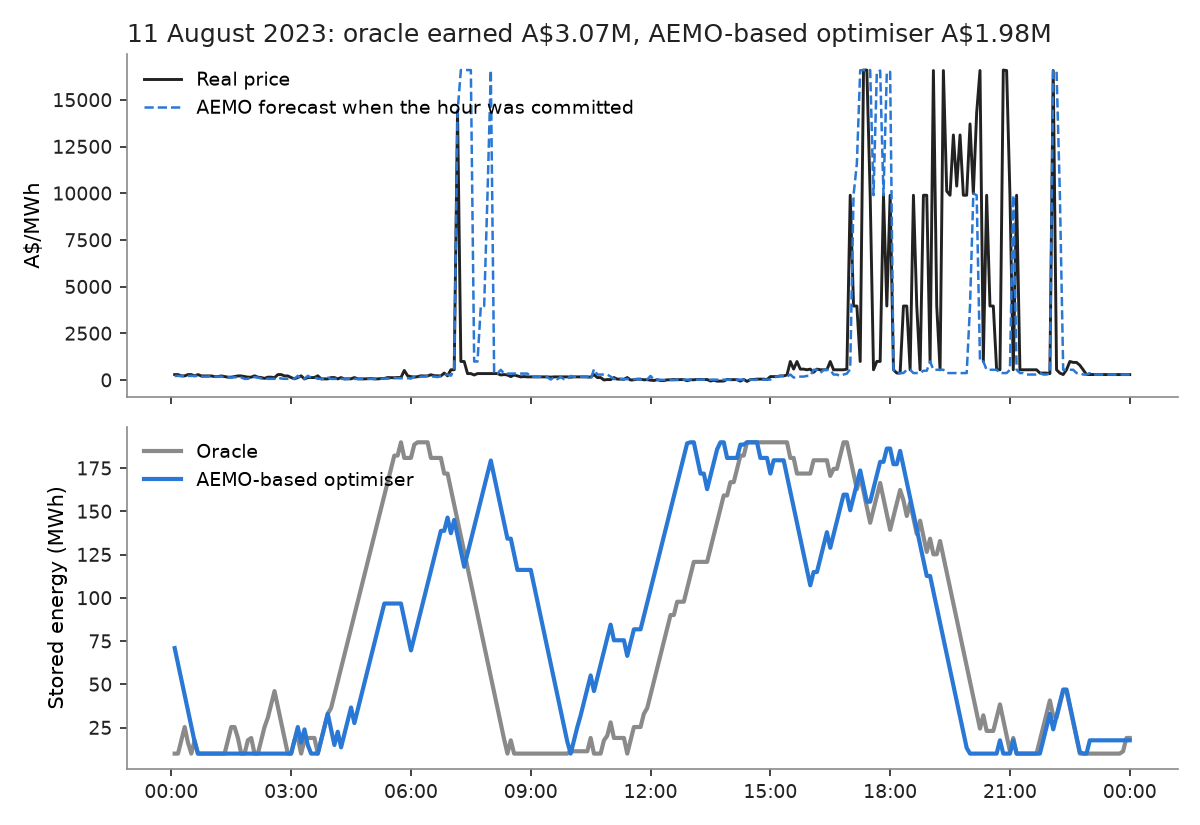 11 August 2023: oracle earned A$3.07M, AEMO-based optimiser A$1.98M
Real price
AEMO forecast when the hour was committed
A$/MWh
15000
12500
10000
7500
5000
2500
0
Oracle
AEMO-based optimiser
Stored energy (MWh)
175
150
125
100
75
50
25
00:00 03:00 06:00 09:00 12:00 15:00 18:00 21:00 00:00